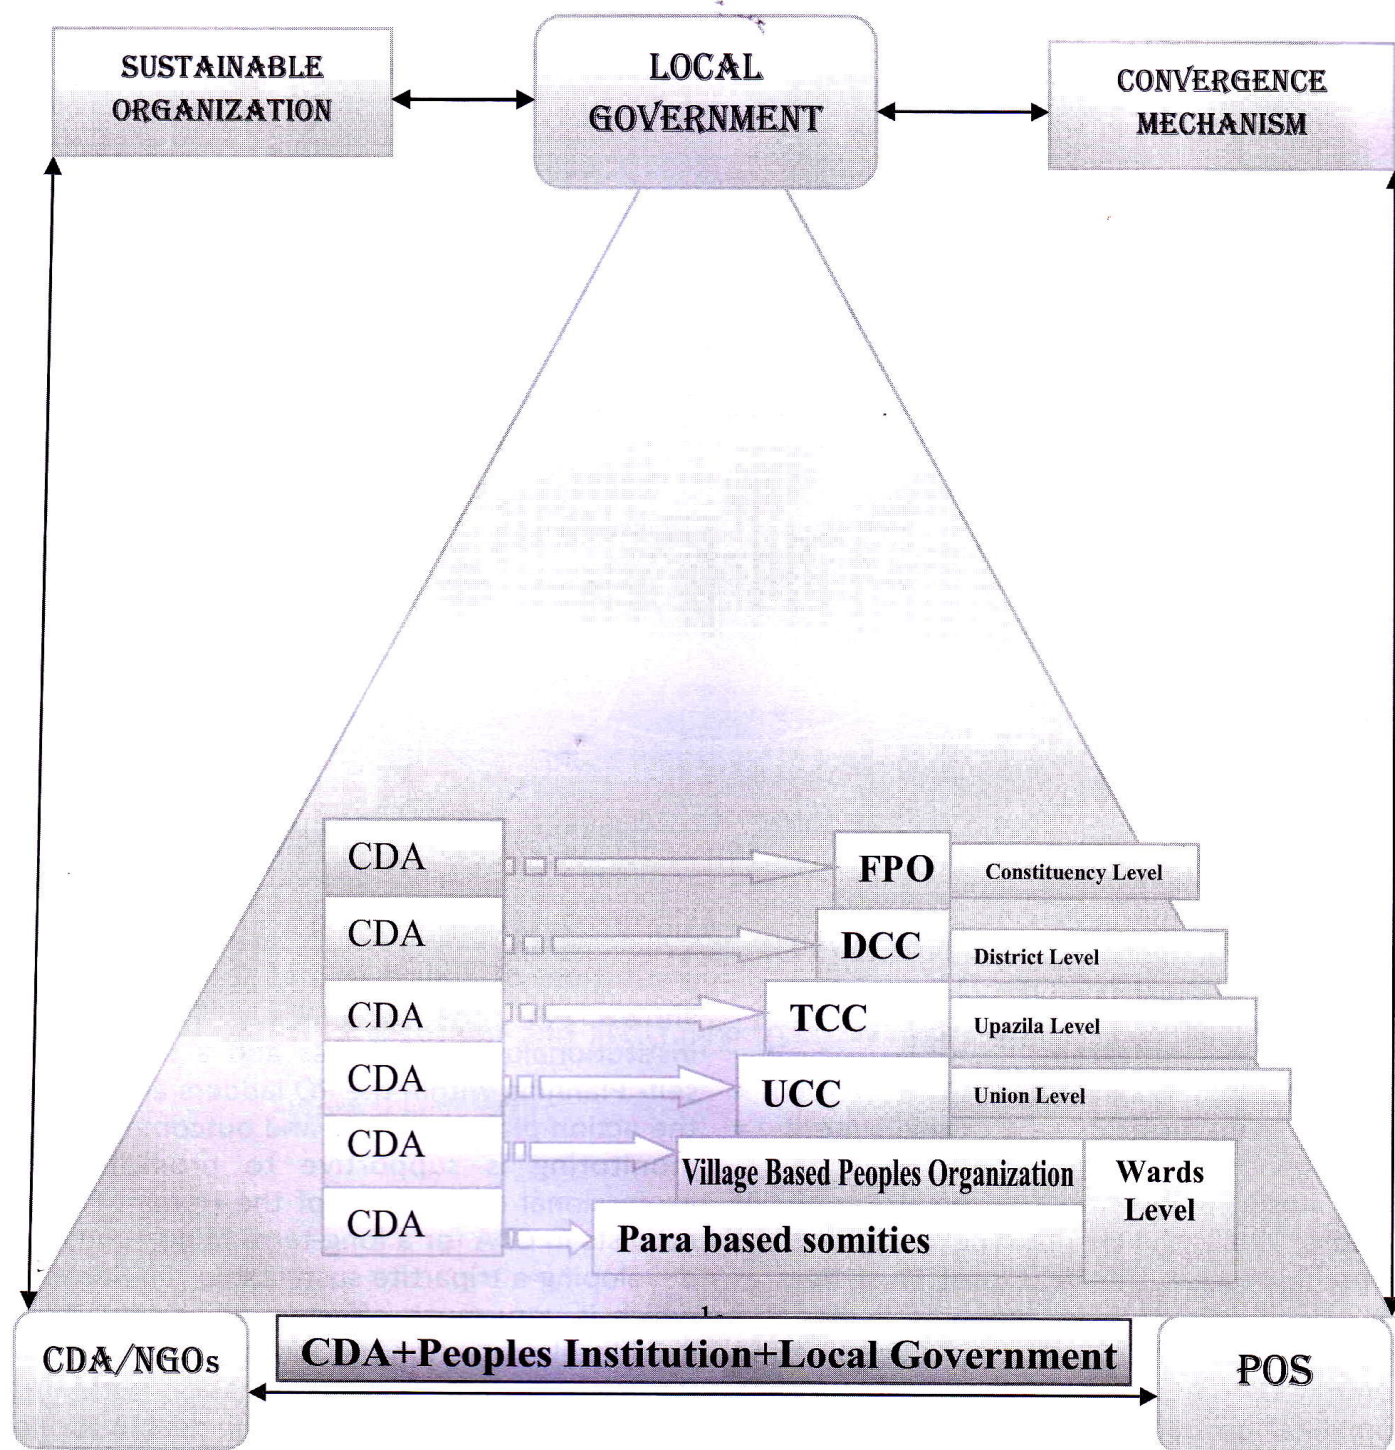 SUSTAINABLE
ORGANIZATION
LOCAL
GOVERNMENT
CONVERGENCE
MECHANISM
CDA
FPO
Constituency Level
CDA
DCC
District Level
CDA
TCC
Upazila Level
CDA
UCC
Union Level
CDA
Village Based Peoples Organization
Wards
Level
CDA
Para based somities
CDA/NGOs
CDA+Peoples Institution+Local Government
POS